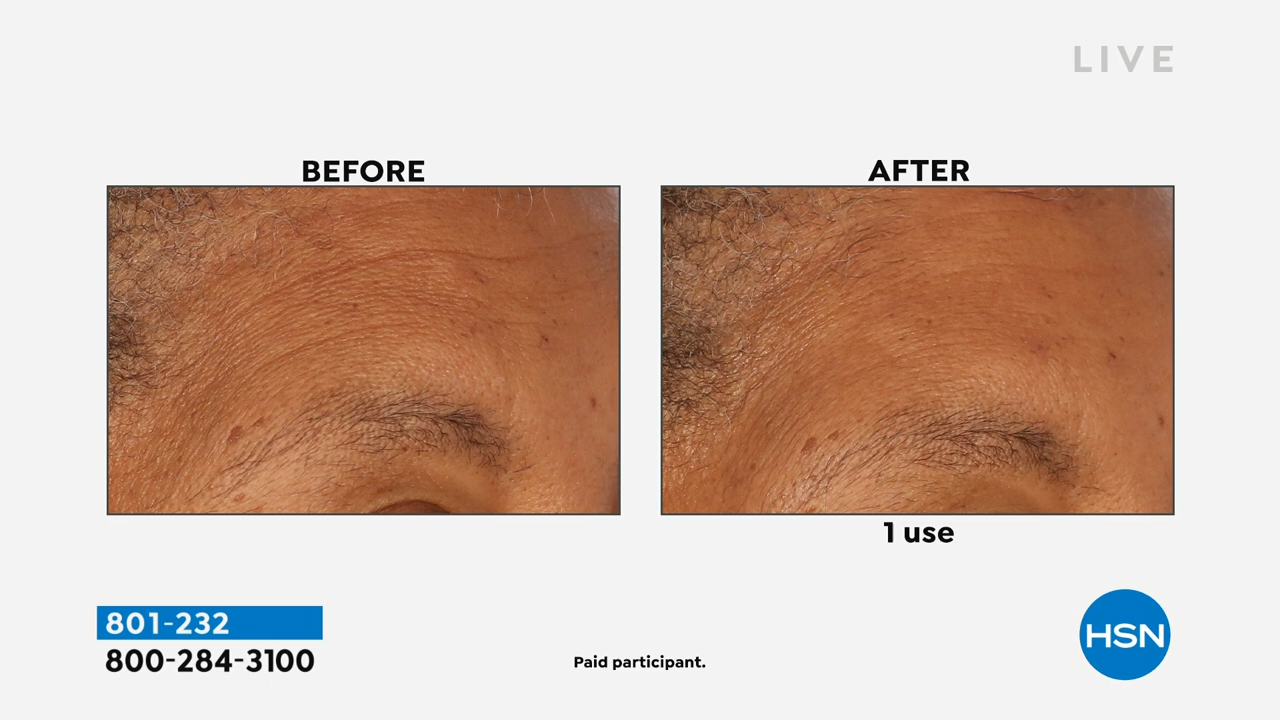 LIVE
BEFORE
AFTER
1 use
801-232
800-284-3100
Paid participant.
HSN